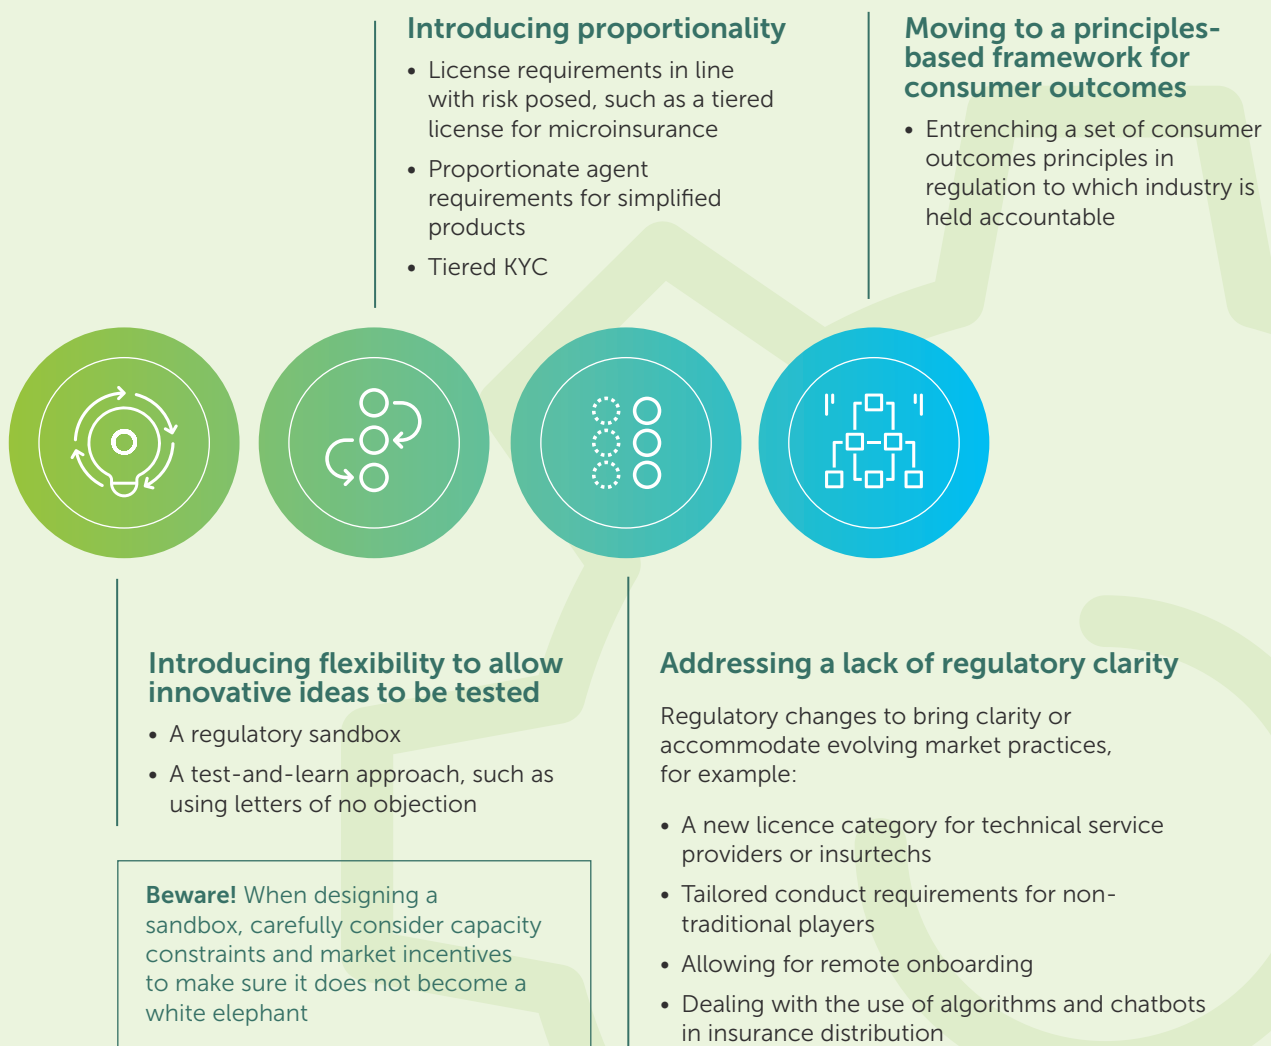 Introducing proportionality
• License requirements in line
with risk posed, such as a tiered
license for microinsurance
• Proportionate agent
requirements for simplified
products
• Tiered KYC
Moving to a principles-
based framework for
consumer outcomes
• Entrenching a set of consumer
outcomes principles in
regulation to which industry is
held accountable
Introducing flexibility to allow
innovative ideas to be tested
• A regulatory sandbox
• A test-and-learn approach, such as
using letters of no objection
Beware! When designing a
sandbox, carefully consider capacity
constraints and market incentives
to make sure it does not become a
white elephant
Addressing a lack of regulatory clarity
Regulatory changes to bring clarity or
accommodate evolving market practices,
for example:
• A new licence category for technical service
providers or insurtechs
• Tailored conduct requirements for non-
traditional players
• Allowing for remote onboarding
• Dealing with the use of algorithms and chatbots
in insurance distribution